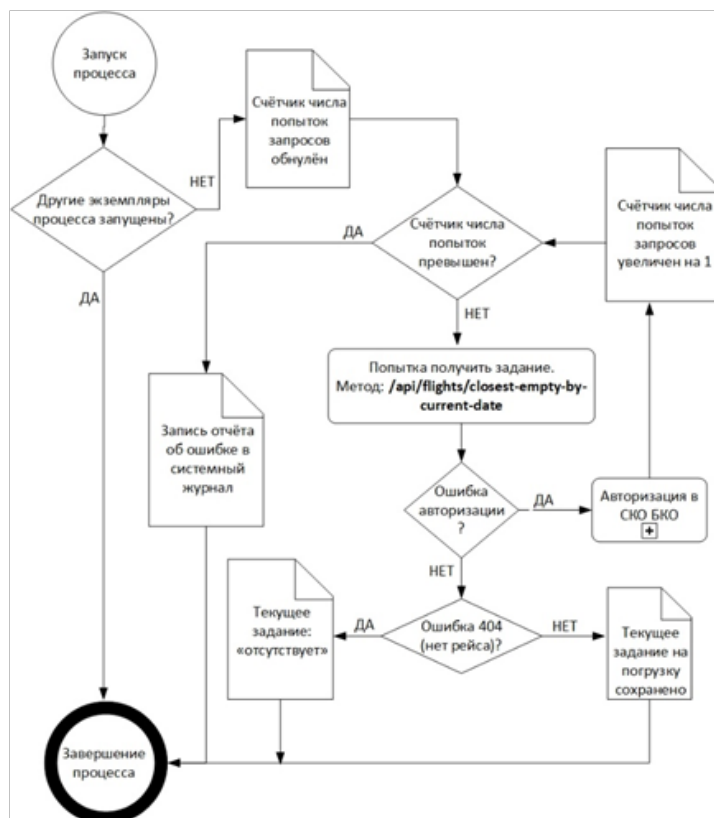 Запуск
процесса
Счётчик числа
попыток
запросов
обнулён
НЕТ
Другие экземпляры
процесса запущены?
ДА
Счётчик числа
попыток
превышен?
ДА
НЕТ
Счётчик числа
попыток
запросов
увеличен на 1
Попытка получить задание.
Метод: /api/flights/closest-empty-by-
current-date
Запись отчёта
об ошибке в
системный
журнал
Ошибка
авторизации
?
ДА
Авторизация в
СКО БКО
НЕТ
Текущее
задание:
«отсутствует»
ДА
Ошибка 404
(нет рейса)?
НЕТ
Текущее
задание на
погрузку
сохранено
Завершение
процесса